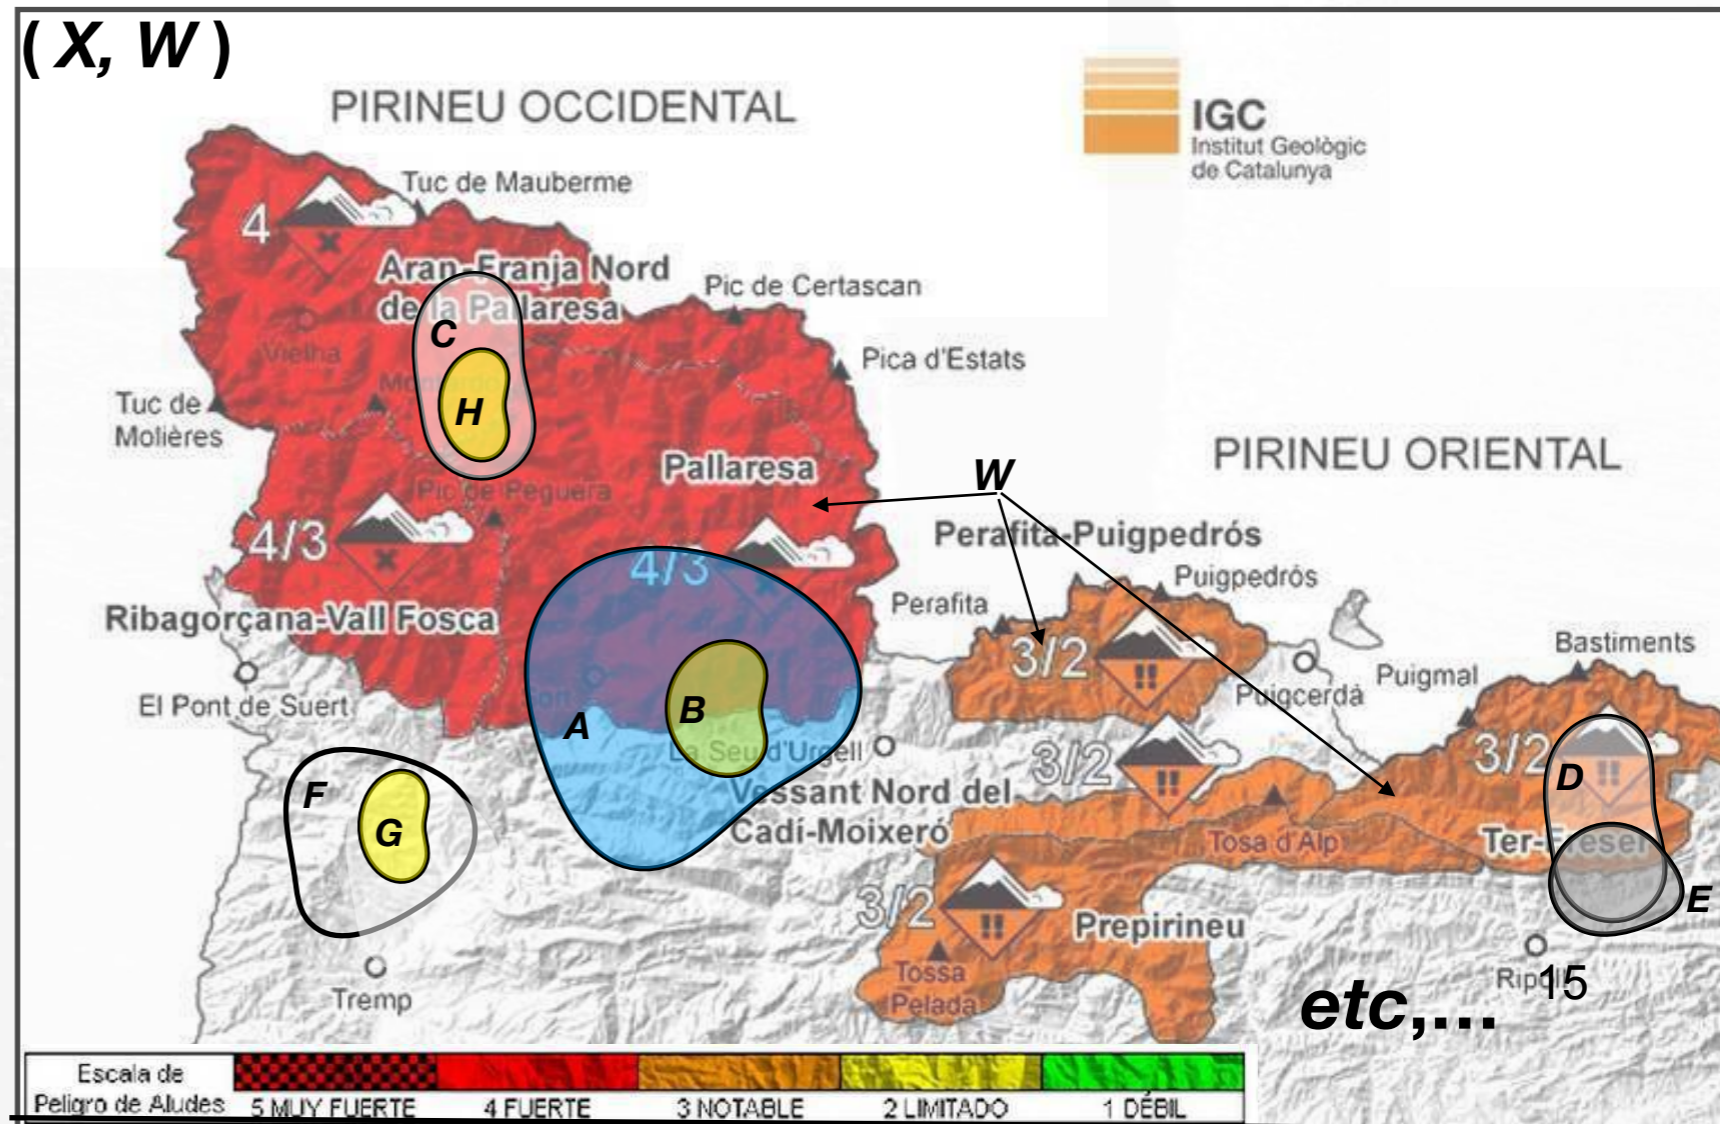 ( X, W )
PIRINEU OCCIDENTAL
IGC
Institut Geològic
de Catalunya
Tuc de Mauberme
4
Aran-Franja Nord
de la Pallaresa
Pic de Certascan
C
Vielha
Pica d'Estats
Tuc de
Molières
H
PIRINEU ORIENTAL
Pallaresa
W
Pic de Peguera
4/3
Perafita-Puigpedrós
4/3
Puigpedrós
Perafita
Ribagorçana-Vall Fosca
3/2
Bastiments
El Pont de Suert
Puigcerdà
Puigmal
Sort
B
A
La Seu d'Urgell
3/2
3/2
D
F
Vessant Nord del
Cadí-Moixeró
G
Tosa d'Alp
Ter-Freser
3/2
E
Prepirineu
Tossa
Pelada
Tremp
Ripoll
15
etc,...
Escala de
Peligro de Aludes
5 MUY FUERTE
4 FUERTE
3 NOTABLE
2 LIMITADO
1 DÉBIL